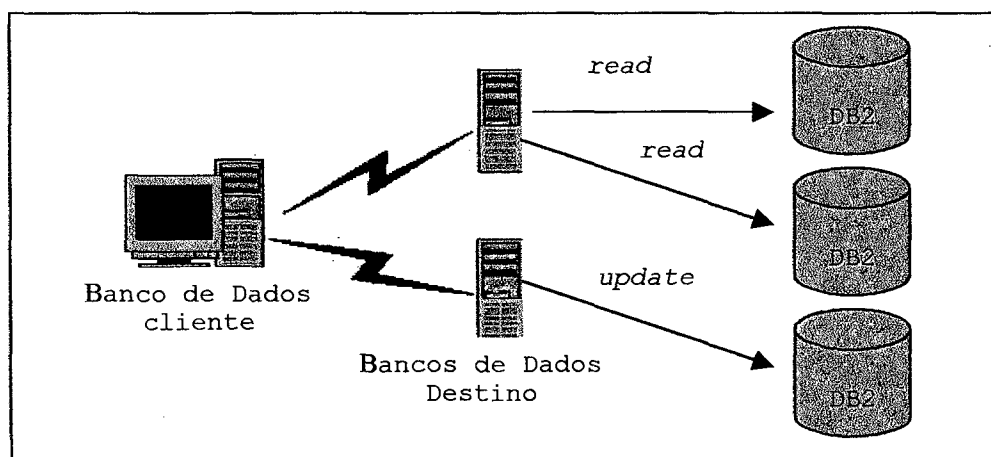 read
DB2
read
DB2
Banco de Dados
cliente
update
Bancos de Dados
Destino
DB2